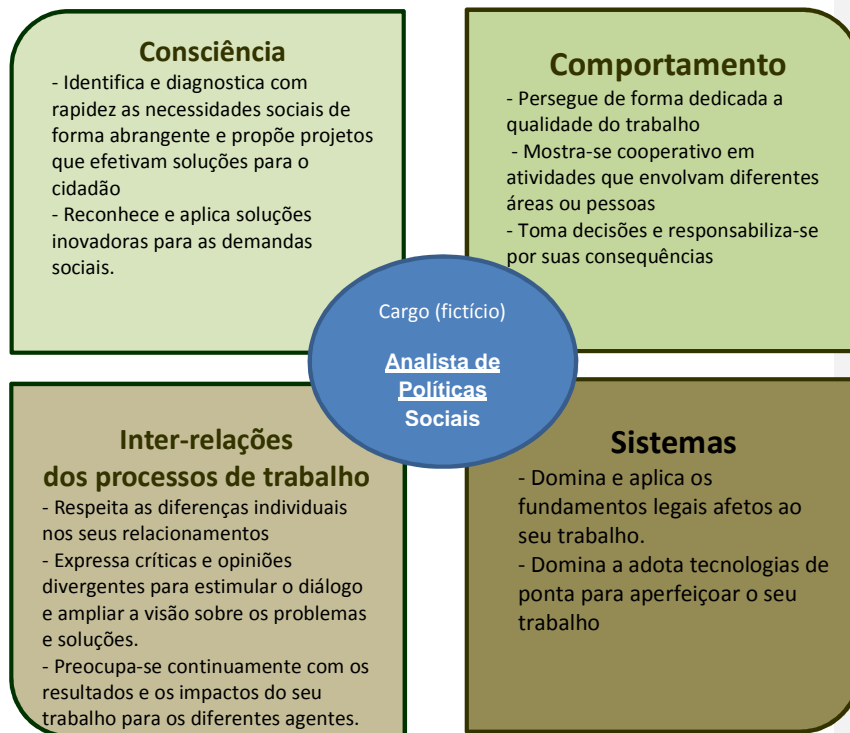 Consciência
- Identifica e diagnostica com
rapidez as necessidades sociais de
forma abrangente e propõe projetos
que efetivam soluções para o
cidadão
- Reconhece e aplica soluções
inovadoras para as demandas
sociais.
Comportamento
- Persegue de forma dedicada a
qualidade do trabalho
- Mostra-se cooperativo em
atividades que envolvam diferentes
áreas ou pessoas
- Toma decisões e responsabiliza-se
por suas consequências
Cargo (fictício)
Analista de
Políticas
Sociais
Inter-relações
dos processos de trabalho
- Respeita as diferenças individuais
nos seus relacionamentos
- Expressa críticas e opiniões
divergentes para estimular o diálogo
e ampliar a visão sobre os problemas
e soluções.
- Preocupa-se continuamente com os
resultados e os impactos do seu
trabalho para os diferentes agentes.
Sistemas
- Domina e aplica os
fundamentos legais afetos ao
seu trabalho.
- Domina a adota tecnologias de
ponta para aperfeiçoar o seu
trabalho